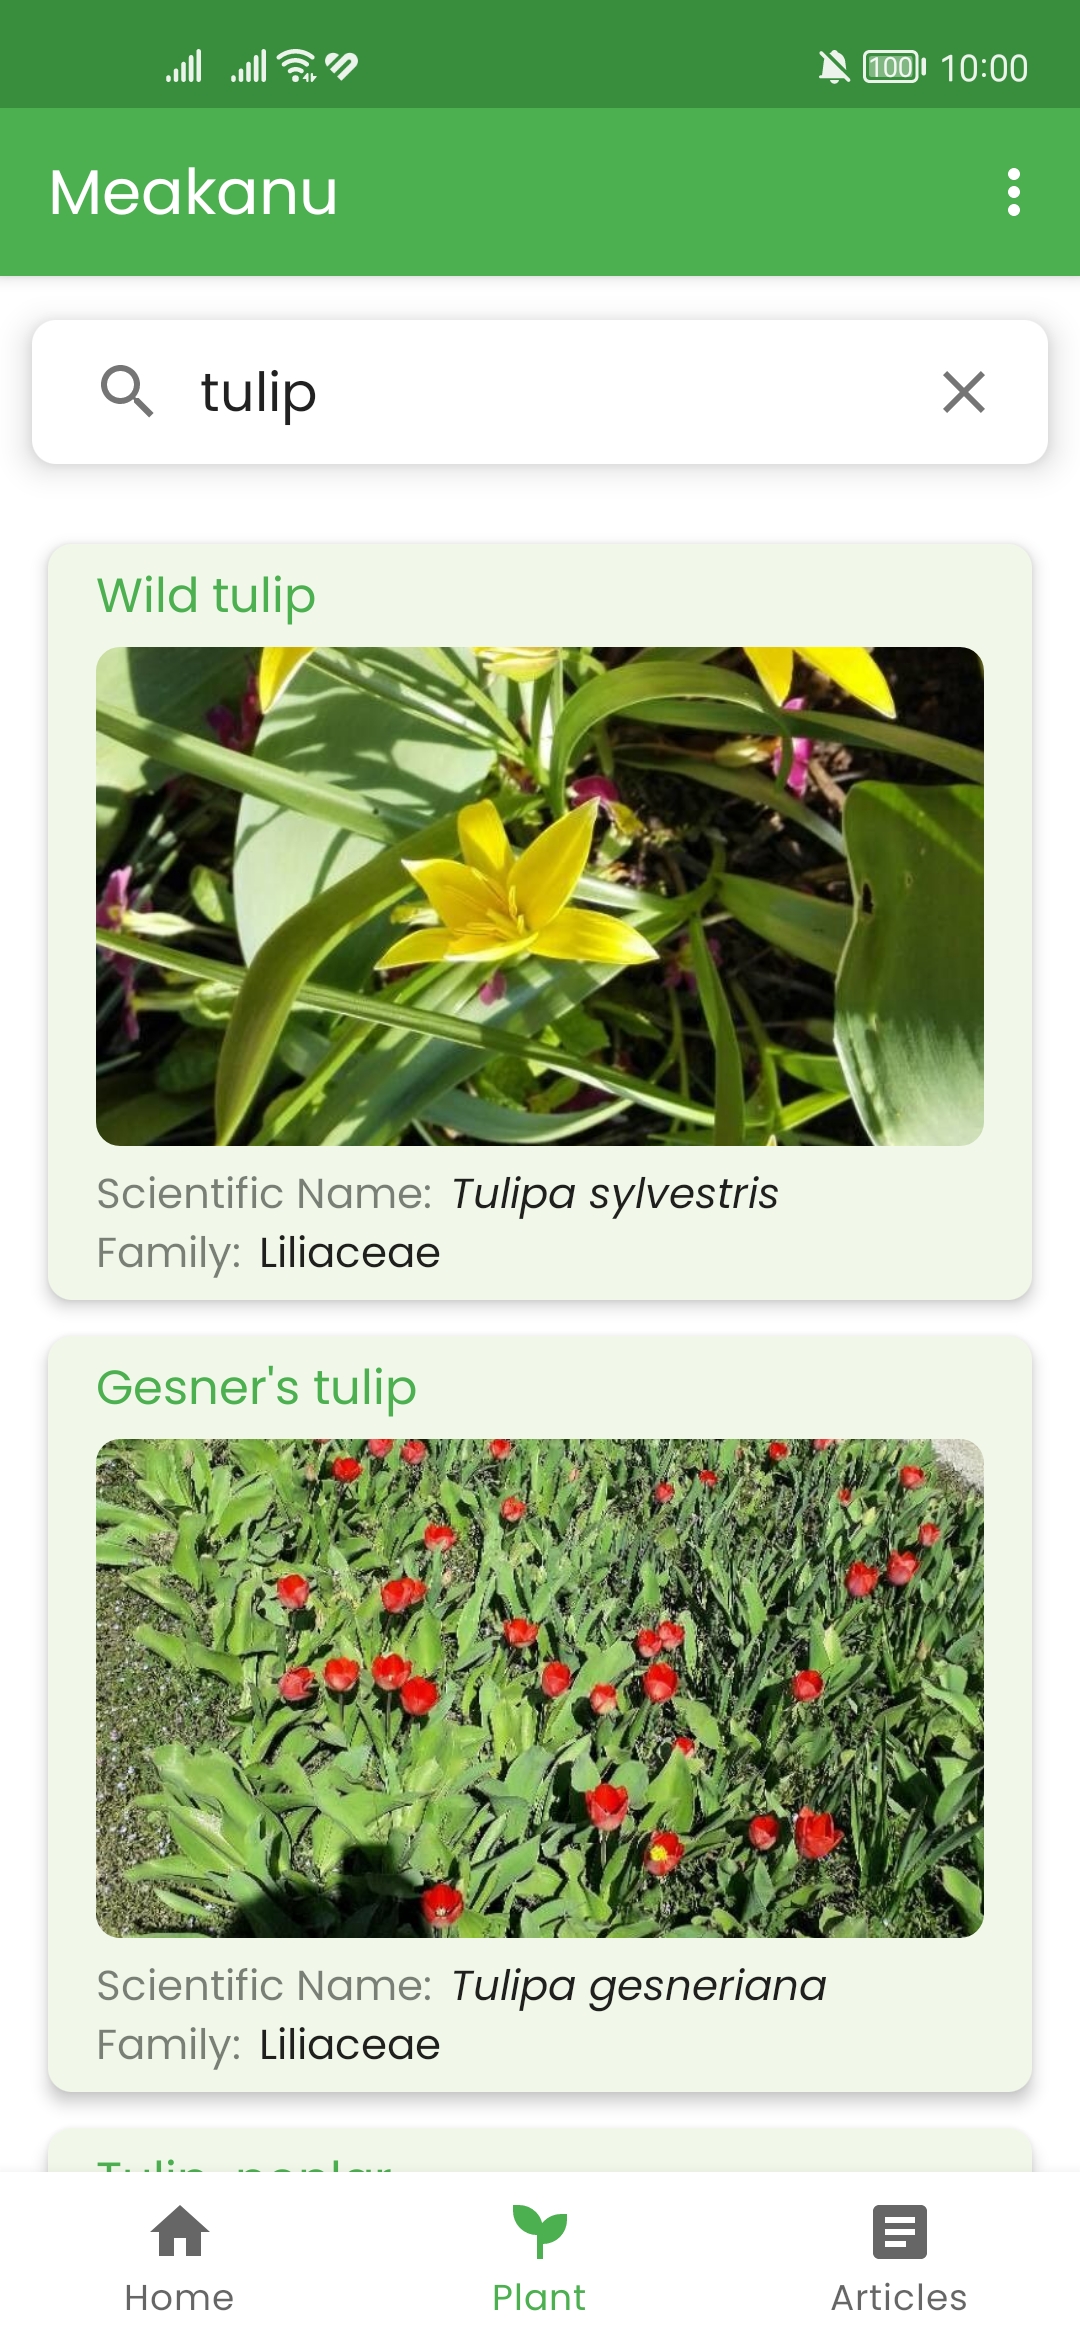 100 10:00
Meakanu
tulip
Wild tulip
Scientific Name: Tulipa sylvestris
Family: Liliaceae
Gesner's tulip
Scientific Name: Tulipa gesneriana
Family: Liliaceae
Home Plant Articles